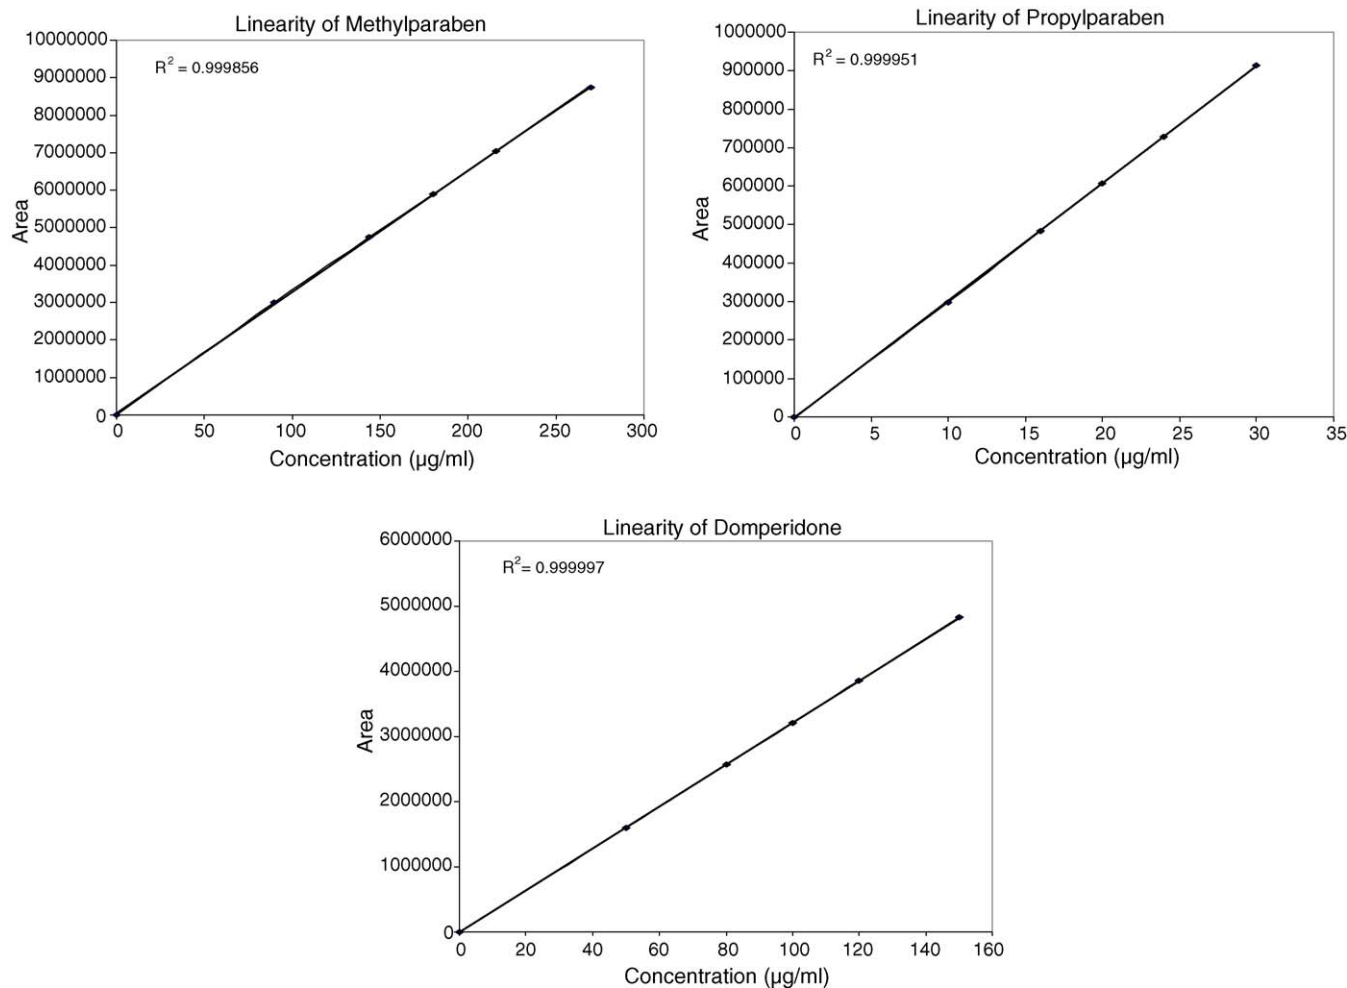 Linearity of Methylparaben
R² = 0.999856
10000000
9000000
8000000
7000000
6000000
5000000
4000000
3000000
2000000
1000000
0
Area
0 50 100 150 200 250 300
Concentration (µg/ml)
Linearity of Propylparaben
R² = 0.999951
1000000
900000
800000
700000
600000
500000
400000
300000
200000
100000
0
Area
0 5 10 15 20 25 30 35
Concentration (µg/ml)
Linearity of Domperidone
R²= 0.999997
6000000
5000000
4000000
3000000
2000000
1000000
0
Area
0 20 40 60 80 100 120 140 160
Concentration (µg/ml)